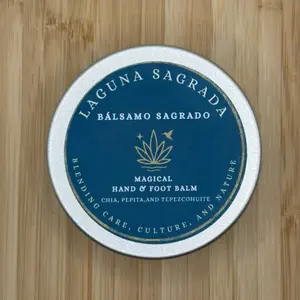 LAGUNA SAGRADA
BÁLSAMO SAGRADO
MAGICAL
HAND & FOOT BALM
CHIA, PEPITA, AND TEPEZCOHUITE
BLENDING CARE, CULTURE, AND NATURE